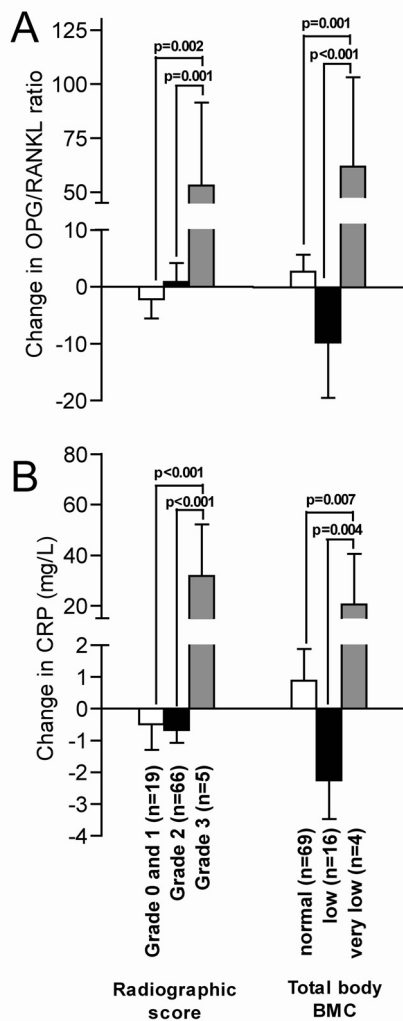 A
Change in OPG/RANKL ratio
125
100
75
50
10
0
-10
-20
p=0.002
p=0.001
p=0.001
p<0.001
B
Change in CRP (mg/L)
80
60
40
20
2
1
0
-1
-2
-3
-4
p<0.001
p<0.001
p=0.007
p=0.004
Grade 0 and 1 (n=19)
Grade 2 (n=66)
Grade 3 (n=5)
normal (n=69)
low (n=16)
very low (n=4)
Radiographic
score
Total body
BMC